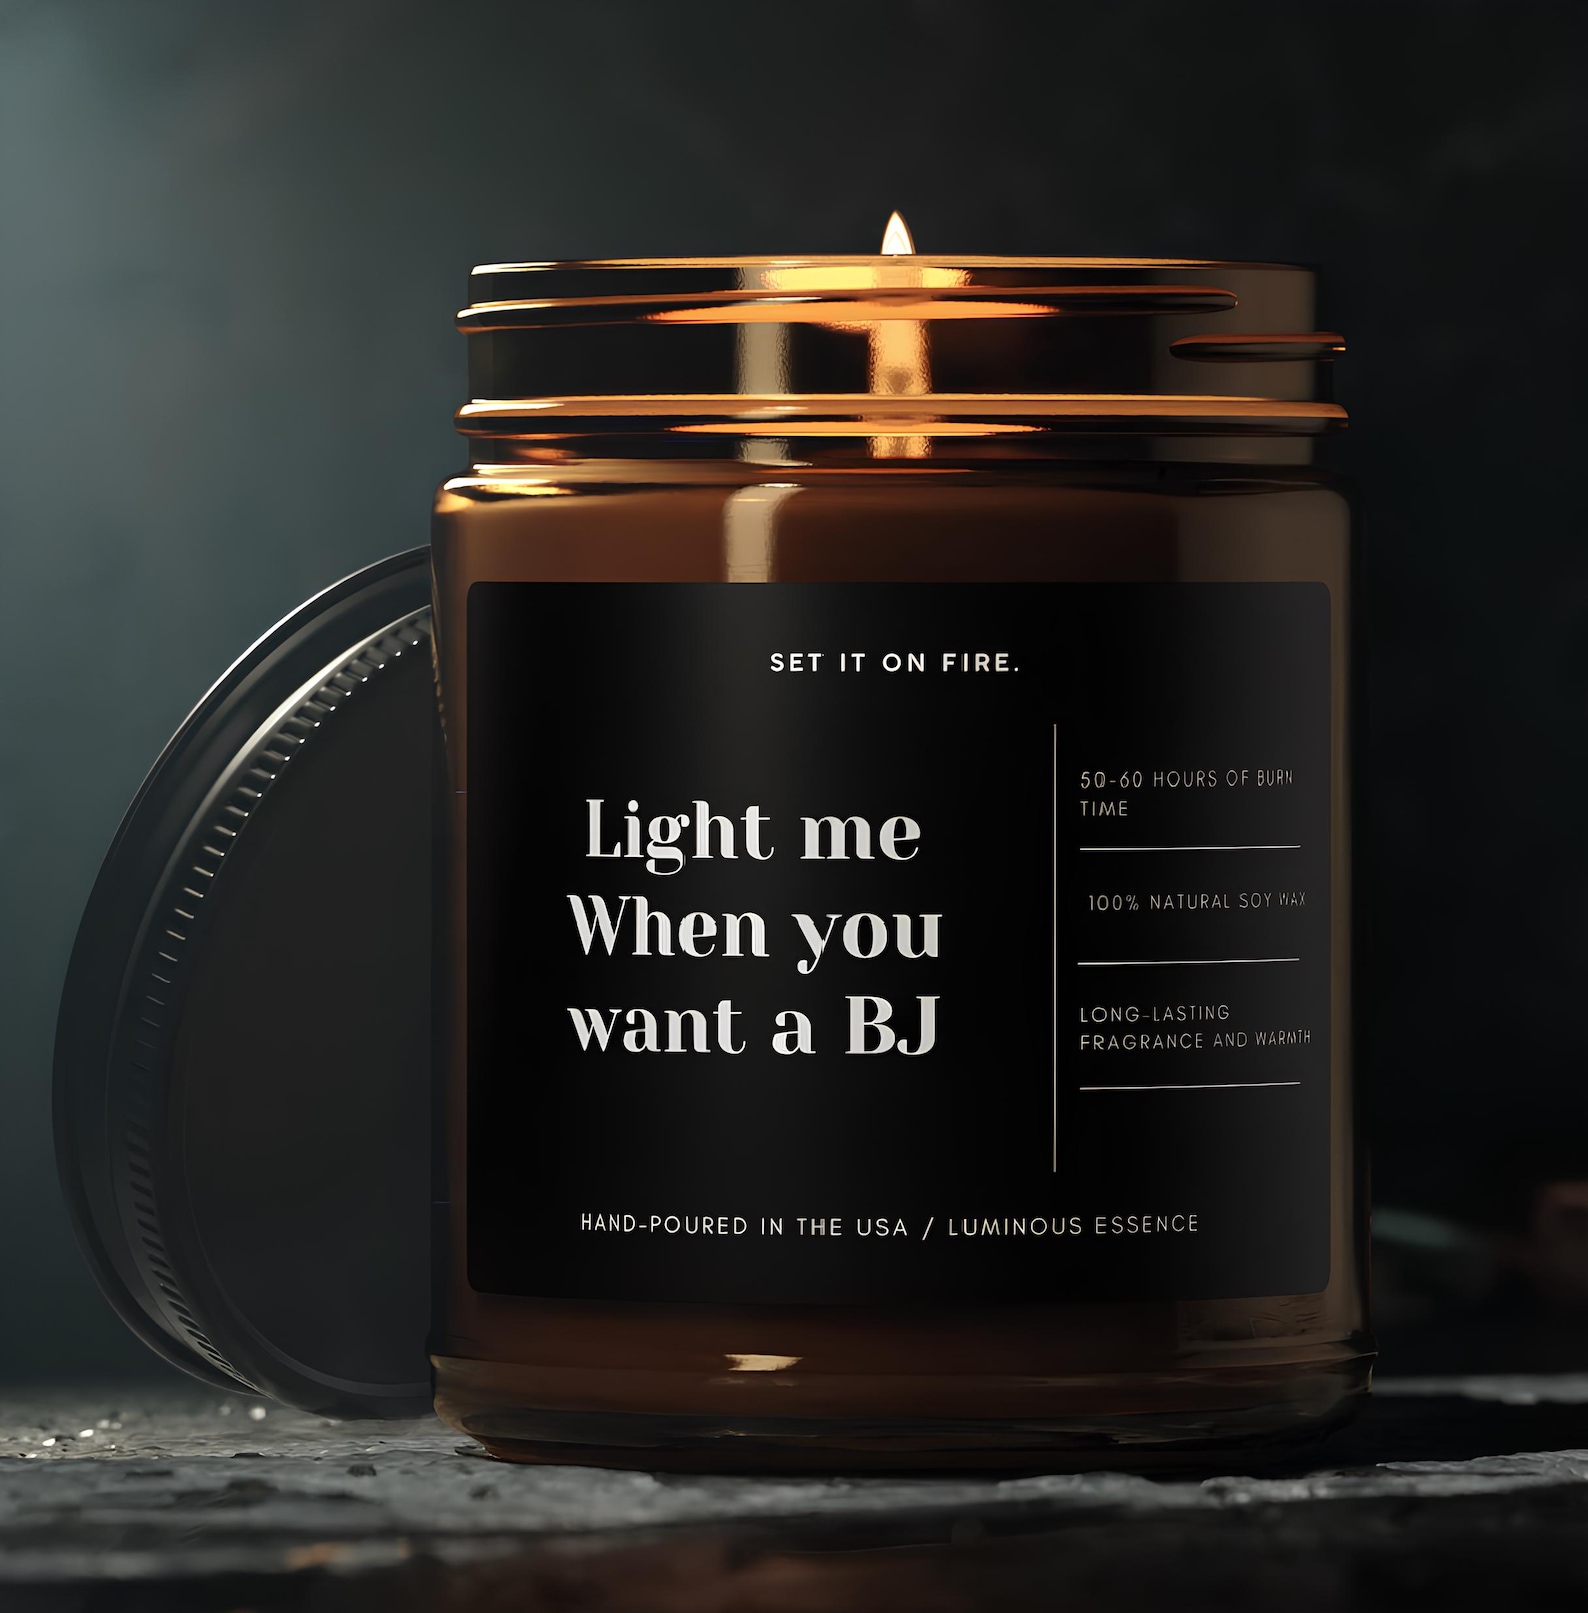 SET IT ON FIRE.
Light me
When you
want a BJ
50-60 HOURS OF BURN
TIME
100% NATURAL SOY WAX
LONG-LASTING
FRAGRANCE AND WARMTH
HAND-POURED IN THE USA / LUMINOUS ESSENCE